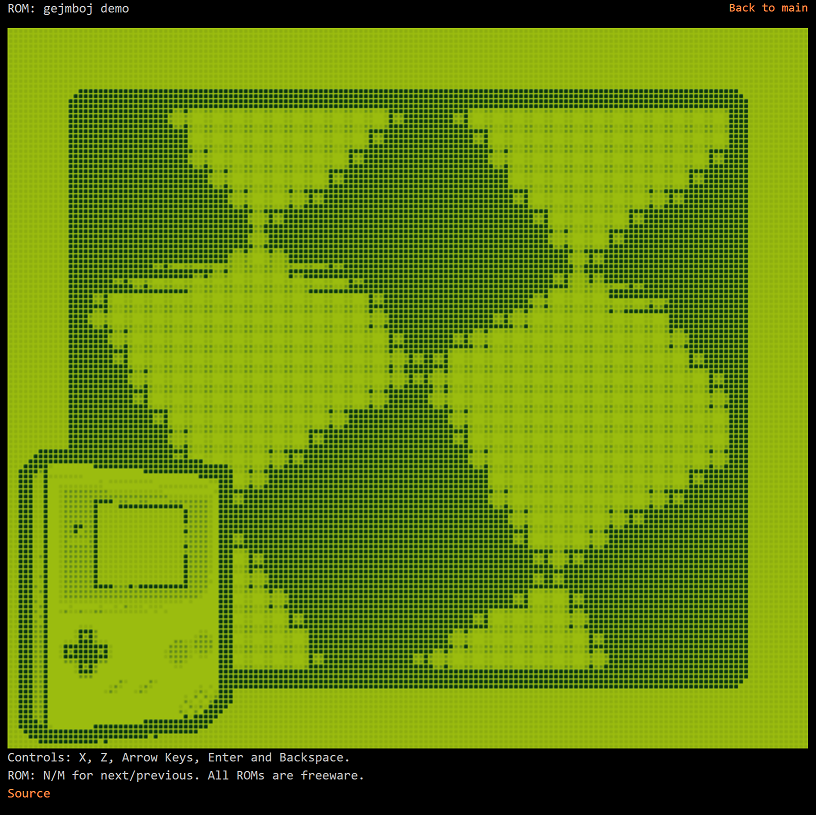 ROM: gejmboj demo
Back to main
Controls: X, Z, Arrow Keys, Enter and Backspace.
ROM: N/M for next/previous. All ROMs are freeware.
Source